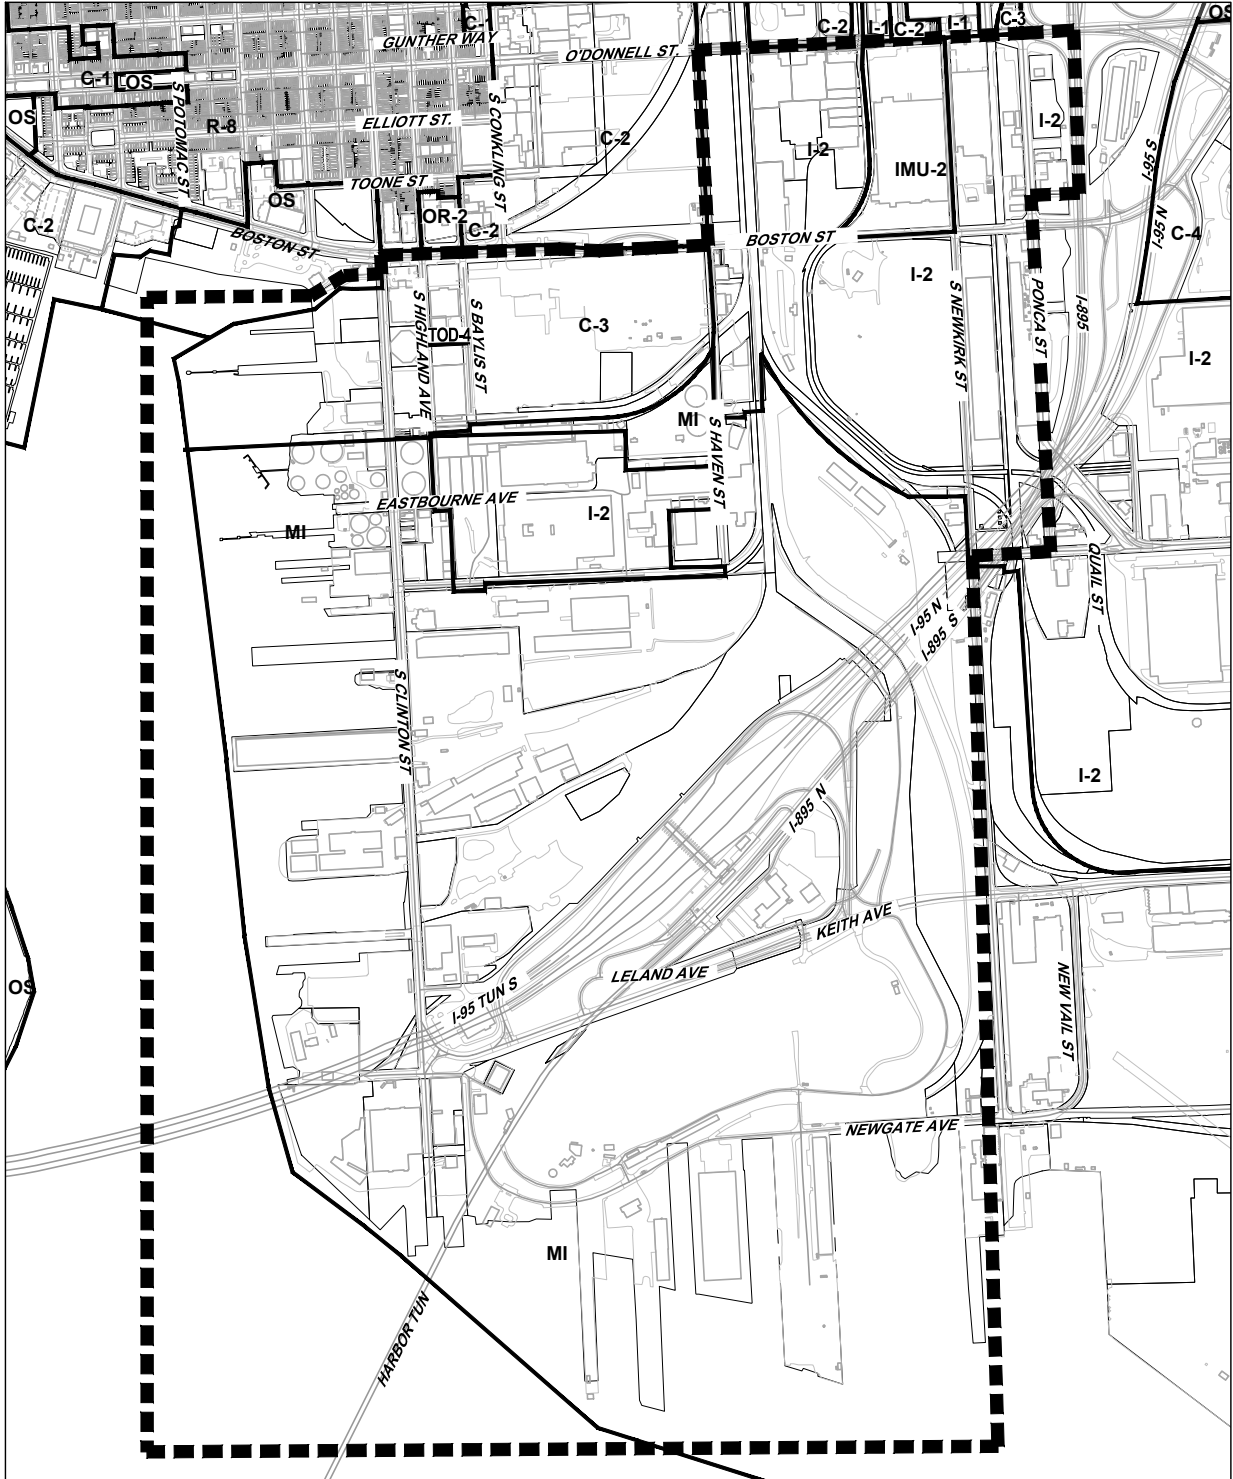 C-1
GUNTHER WAY
C-2
I-1
C-2
I-1
C-3
OS
O'DONNELL ST.
C-1
OS
S POTOMAC ST
OS
R-8
ELLIOTT ST.
S CONKLING ST
C-2
I-2
I-2
IMU-2
I-95 S
TOONE ST
OS
OR-2
C-2
C-2
BOSTON ST
BOSTON ST
I-95 N
C-4
I-2
S HIGHLAND AVE
TOD-4
S BAYLIS ST
C-3
S NEWKIRK ST
PONCA ST
I-895
I-2
MI
S HAVEN ST
EASTBOURNE AVE
I-2
MI
QUAIL ST
I-95 N
I-895 S
S CLINTON ST
I-2
I-895 N
KEITH AVE
LELAND AVE
OS
I-95 TUN S
NEW VAIL ST
NEWGATE AVE
MI
HARBOR TUN